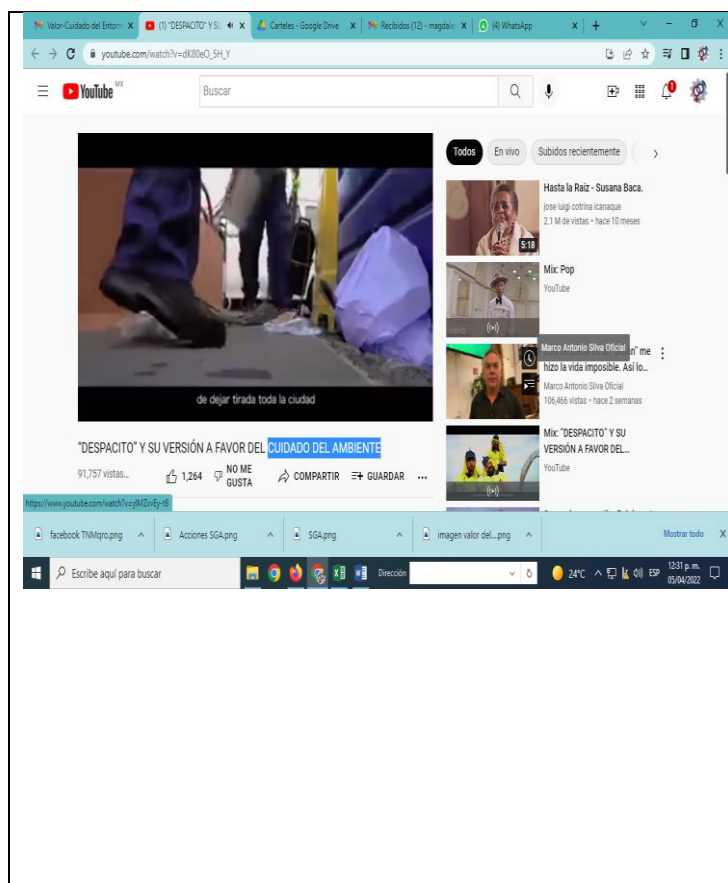 Valor-Cuidado del Entorn
(1) "DESPACITO" Y SU
Carteles - Google Drive
Recibidos (12) - magdale
(4) WhatsApp
youtube.com/watch?v=dK80eO_SH_Y
YouTube MX
Buscar
Todos
En vivo
Subidos recientemente
Hasta la Raíz - Susana Baca.
jose luigi cotrina icanaque
2.1 M de vistas • hace 10 meses
5:18
Mix: Pop
YouTube
Marco Antonio Silva Oficial
n" me
hizo la vida imposible. Así lo...
Marco Antonio Silva Oficial
106,466 vistas • hace 2 semanas
Mix: "DESPACITO" Y SU
VERSIÓN A FAVOR DEL...
YouTube
de dejar tirada toda la ciudad
"DESPACITO" Y SU VERSIÓN A FAVOR DEL CUIDADO DEL AMBIENTE
91,757 vistas...
1,264
NO ME GUSTA
COMPARTIR
GUARDAR
facebook TNMqro.png
Acciones SGA.png
SGA.png
imagen valor del...png
Mostrar todo
Escribe aquí para buscar
Dirección
24°C
ESP
12:31 p. m.
05/04/2022